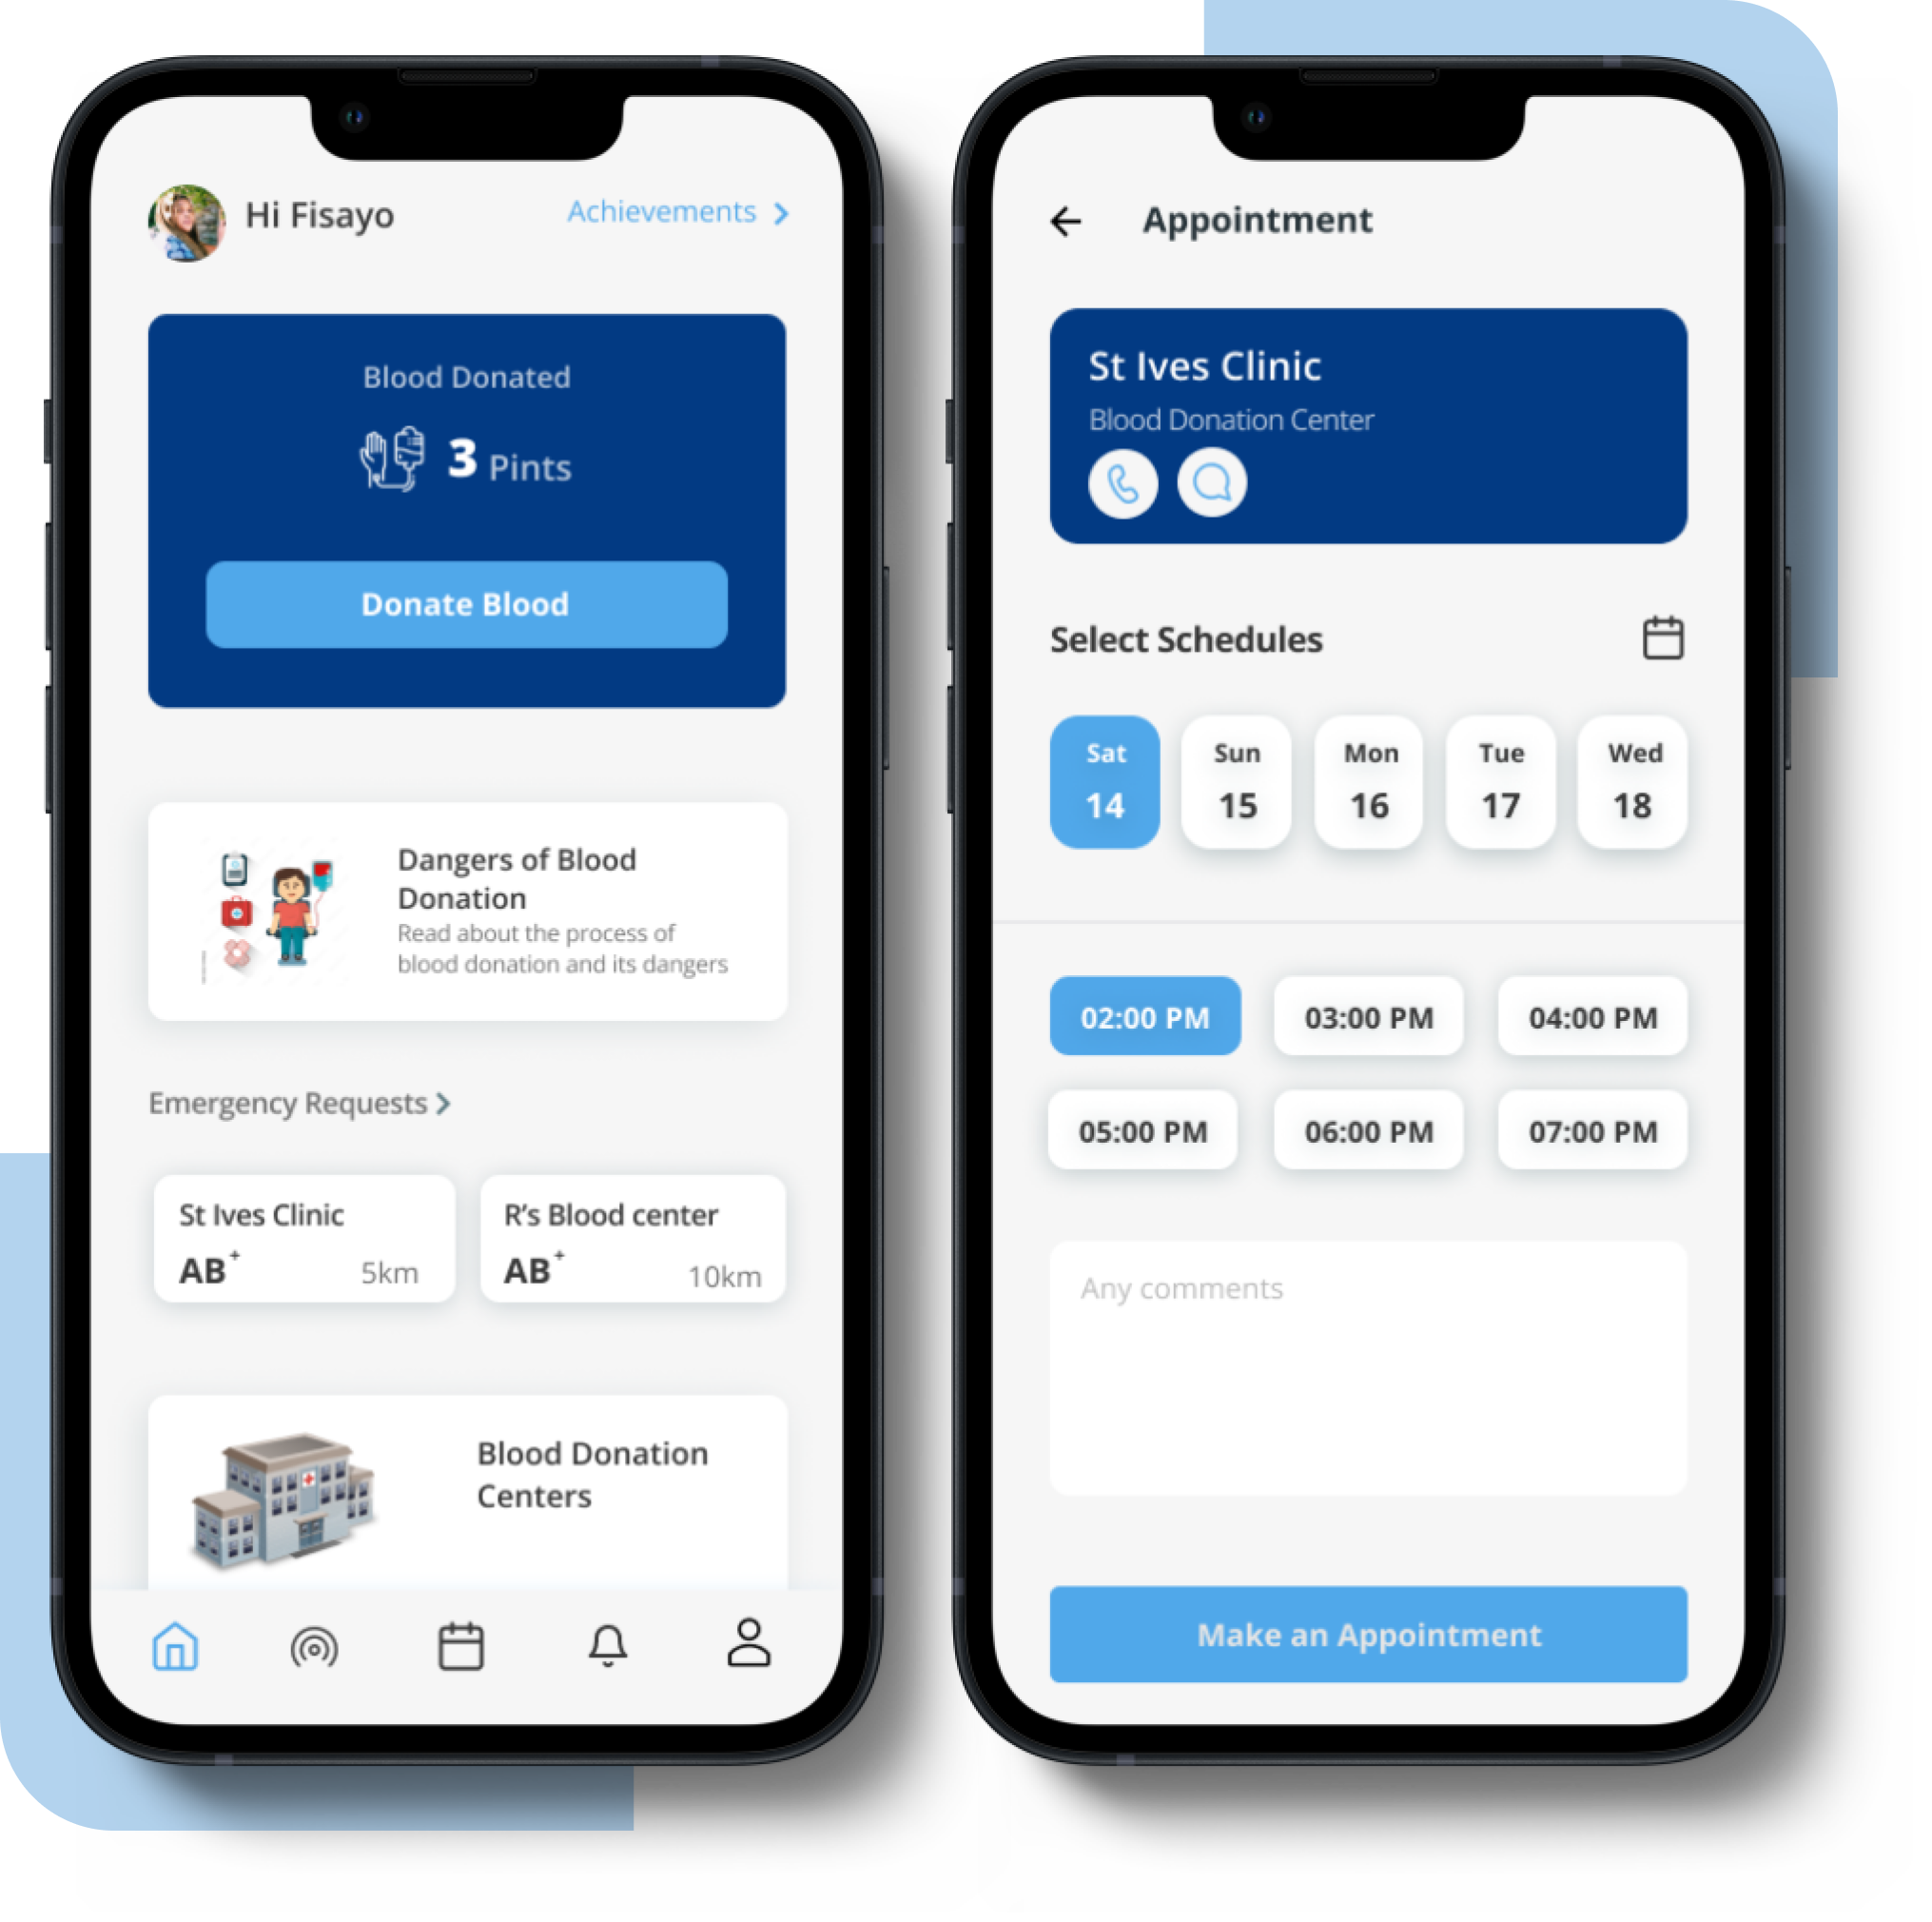 Hi Fisayo
Achievements
Blood Donated
3 Pints
Donate Blood
Dangers of Blood
Donation
Read about the process of
blood donation and its dangers
Emergency Requests
St Ives Clinic
AB+
5km
R’s Blood center
AB+
10km
Blood Donation
Centers
Appointment
St Ives Clinic
Blood Donation Center
Select Schedules
Sat
14
Sun
15
Mon
16
Tue
17
Wed
18
02:00 PM
03:00 PM
04:00 PM
05:00 PM
06:00 PM
07:00 PM
Any comments
Make an Appointment